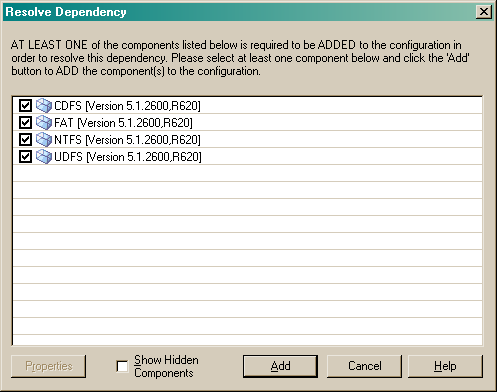 Resolve Dependency
AT LEAST ONE of the components listed below is required to be ADDED to the configuration in
order to resolve this dependency. Please select at least one component below and click the 'Add'
button to ADD the component(s) to the configuration.
CDFS [Version 5.1.2600,R620]
FAT [Version 5.1.2600,R620]
NTFS [Version 5.1.2600,R620]
UDFS [Version 5.1.2600,R620]
Properties
Show Hidden
Components
Add
Cancel
Help